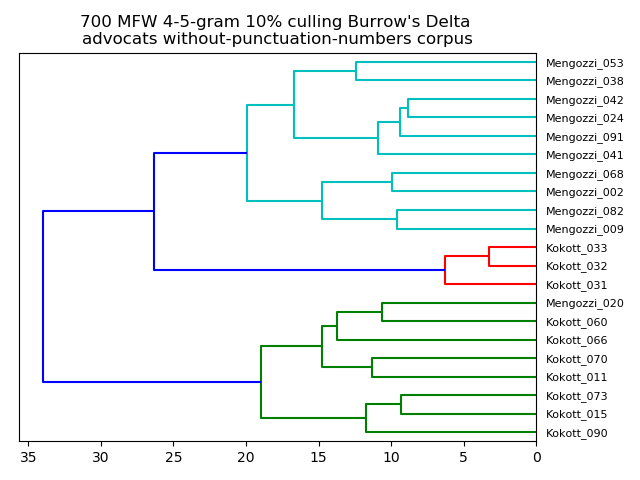 700 MFW 4-5-gram 10% culling Burrow's Delta
advocats without-punctuation-numbers corpus
Mengozzi_053
Mengozzi_038
Mengozzi_042
Mengozzi_024
Mengozzi_091
Mengozzi_041
Mengozzi_068
Mengozzi_002
Mengozzi_082
Mengozzi_009
Kokott_033
Kokott_032
Kokott_031
Mengozzi_020
Kokott_060
Kokott_066
Kokott_070
Kokott_011
Kokott_073
Kokott_015
Kokott_090
35 30 25 20 15 10 5 0